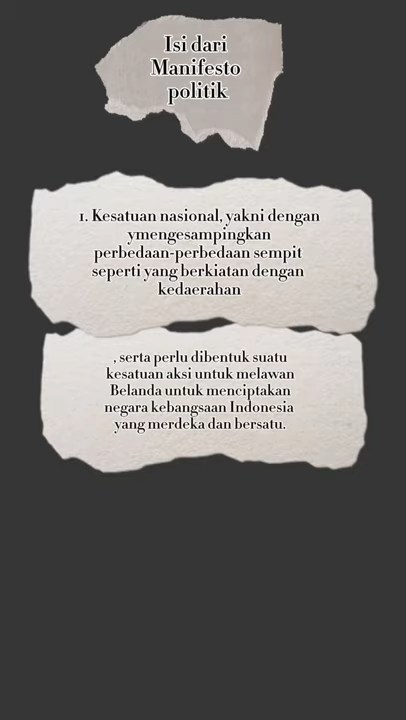 Isi dari
Manifesto
politik
1. Kesatuan nasional, yakni dengan
ymengesampingkan
perbedaan-perbedaan sempit
seperti yang berkiatan dengan
kedaerahan
, serta perlu dibentuk suatu
kesatuan aksi untuk melawan
Belanda untuk menciptakan
negara kebangsaan Indonesia
yang merdeka dan bersatu.